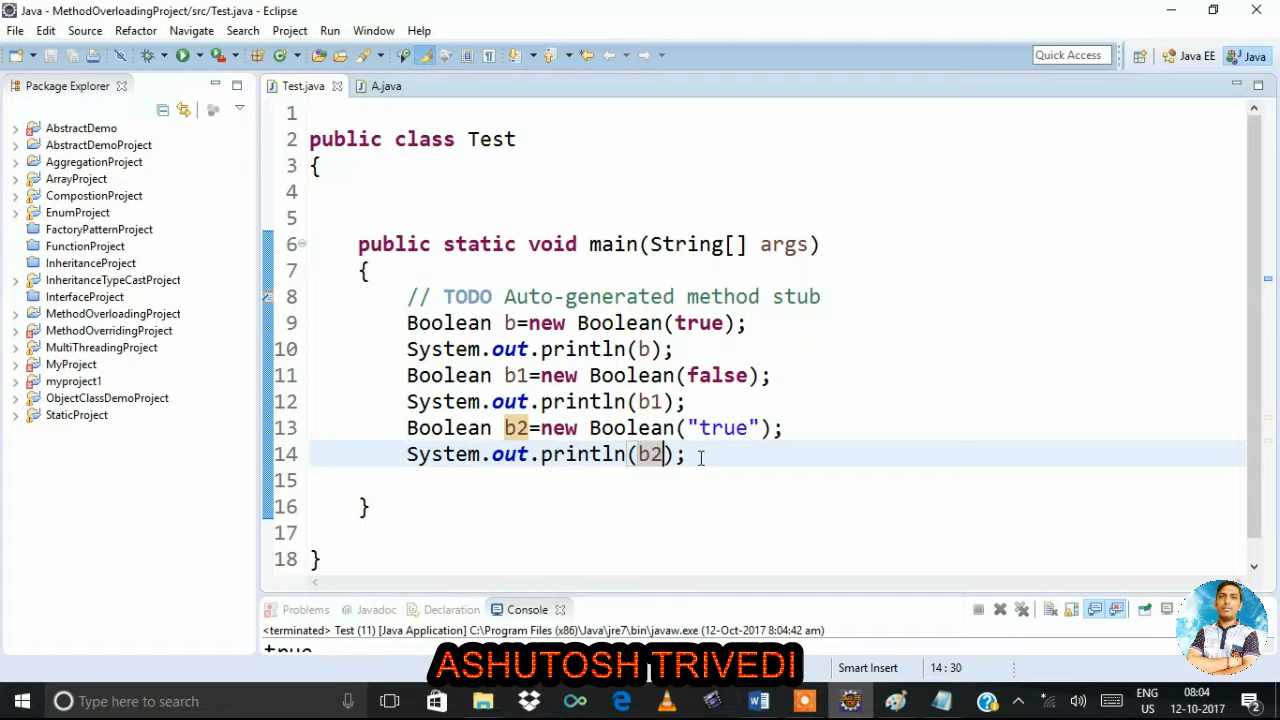 Java - MethodOverloadingProject/src/Test.java - Eclipse
File Edit Source Refactor Navigate Search Project Run Window Help
Quick Access
Java EE
Java
Package Explorer
Test.java
A.java
AbstractDemo
AbstractDemoProject
AggregationProject
ArrayProject
CompostionProject
EnumProject
FactoryPatternProject
FunctionProject
InheritanceProject
InheritanceTypeCastProject
InterfaceProject
MethodOverloadingProject
MethodOverridingProject
MultiThreadingProject
MyProject
myproject1
ObjectClassDemoProject
StaticProject
1
2 public class Test
3 {
4
5
6 public static void main(String[] args)
7 {
8 // TODO Auto-generated method stub
9 Boolean b=new Boolean(true);
10 System.out.println(b);
11 Boolean b1=new Boolean(false);
12 System.out.println(b1);
13 Boolean b2=new Boolean("true");
14 System.out.println(b2);
15
16 }
17
18 }
Problems @ Javadoc Declaration Console
<terminated> Test (11) [Java Application] C:\Program Files (x86)\Java\jre7\bin\javaw.exe (12-Oct-2017 8:04:42 am)
true
ASHUTOSH TRIVEDI
Smart Insert
14 : 30
Type here to search
ENG
IN
08:04
12-10-2017
2